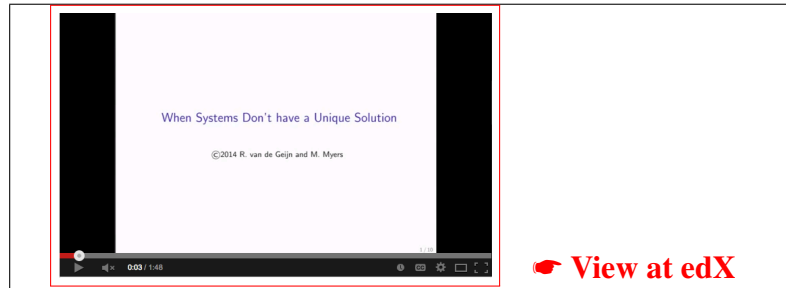 When Systems Don't have a Unique Solution
©2014 R. van de Geijn and M. Myers
1 / 10
0:03 / 1:48
CC
☛ View at edX